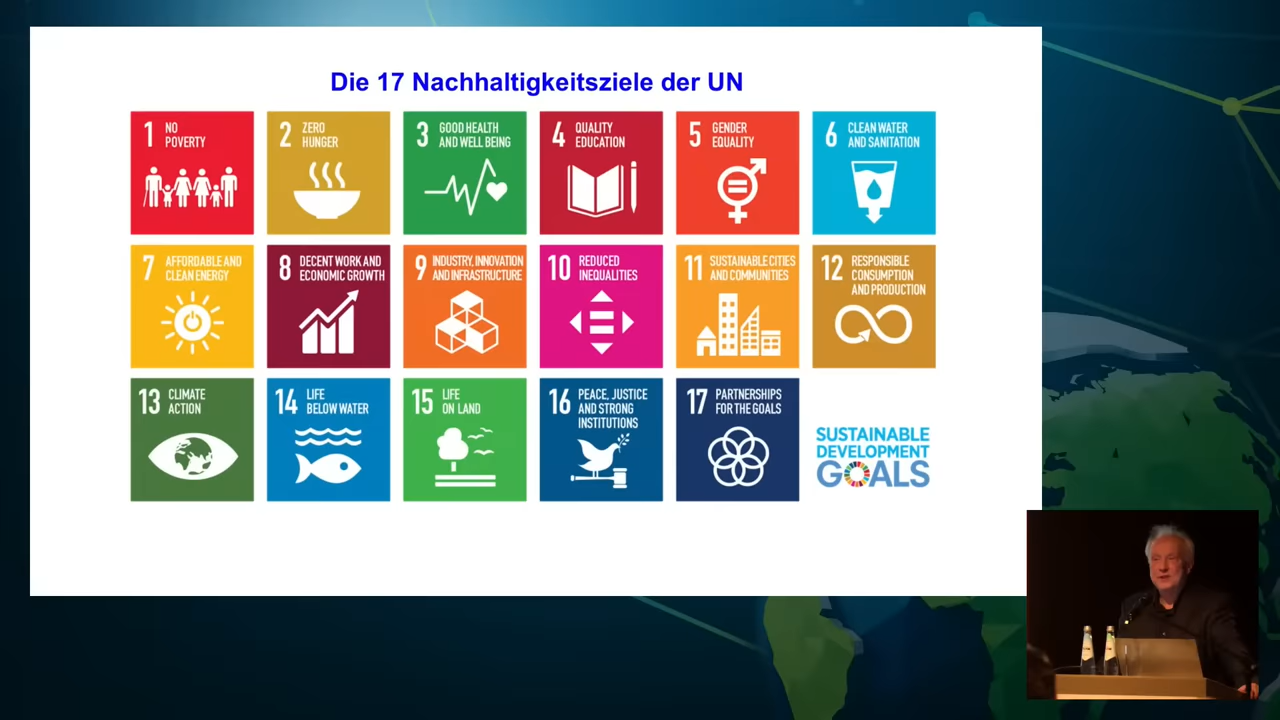 Die 17 Nachhaltigkeitsziele der UN
1 NO
POVERTY
2 ZERO
HUNGER
3 GOOD HEALTH
AND WELL BEING
4 QUALITY
EDUCATION
5 GENDER
EQUALITY
6 CLEAN WATER
AND SANITATION
7 AFFORDABLE AND
CLEAN ENERGY
8 DECENT WORK AND
ECONOMIC GROWTH
9 INDUSTRY, INNOVATION
AND INFRASTRUCTURE
10 REDUCED
INEQUALITIES
11 SUSTAINABLE CITIES
AND COMMUNITIES
12 RESPONSIBLE
CONSUMPTION
AND PRODUCTION
13 CLIMATE
ACTION
14 LIFE
BELOW WATER
15 LIFE
ON LAND
16 PEACE, JUSTICE
AND STRONG
INSTITUTIONS
17 PARTNERSHIPS
FOR THE GOALS
SUSTAINABLE
DEVELOPMENT
GOALS